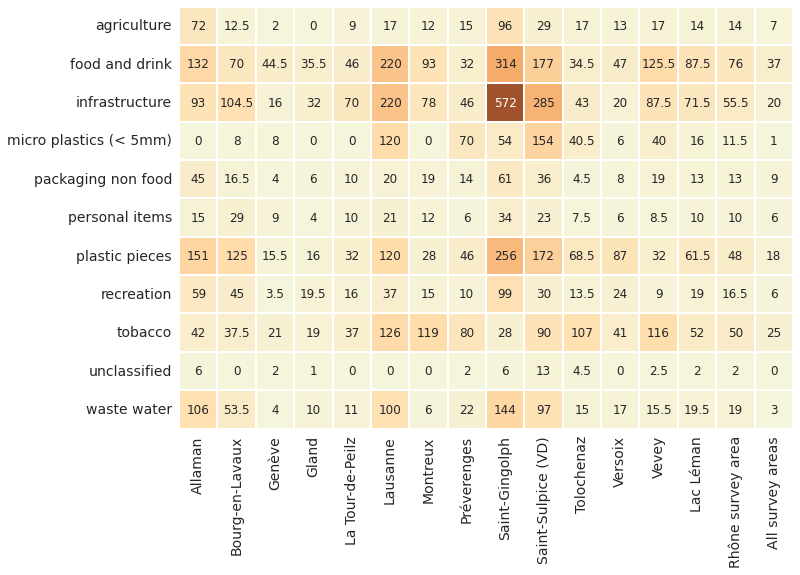 agriculture 72 12.5 2 0 9 17 12 15 96 29 17 13 17 14 14 7
food and drink 132 70 44.5 35.5 46 220 93 32 314 177 34.5 47 125.5 87.5 76 37
infrastructure 93 104.5 16 32 70 220 78 46 572 285 43 20 87.5 71.5 55.5 20
micro plastics (< 5mm) 0 8 8 0 0 120 0 70 54 154 40.5 6 40 16 11.5 1
packaging non food 45 16.5 4 6 10 20 19 14 61 36 4.5 8 19 13 13 9
personal items 15 29 9 4 10 21 12 6 34 23 7.5 6 8.5 10 10 6
plastic pieces 151 125 15.5 16 32 120 28 46 256 172 68.5 87 32 61.5 48 18
recreation 59 45 3.5 19.5 16 37 15 10 99 30 13.5 24 9 19 16.5 6
tobacco 42 37.5 21 19 37 126 119 80 28 90 107 41 116 52 50 25
unclassified 6 0 2 1 0 0 0 2 6 13 4.5 0 2.5 2 2 0
waste water 106 53.5 4 10 11 100 6 22 144 97 15 17 15.5 19.5 19 3
Allaman
Bourg-en-Lavaux
Genève
Gland
La Tour-de-Peilz
Lausanne
Montreux
Préverenges
Saint-Gingolph
Saint-Sulpice (VD)
Tolochenaz
Versoix
Vevey
Lac Léman
Rhône survey area
All survey areas